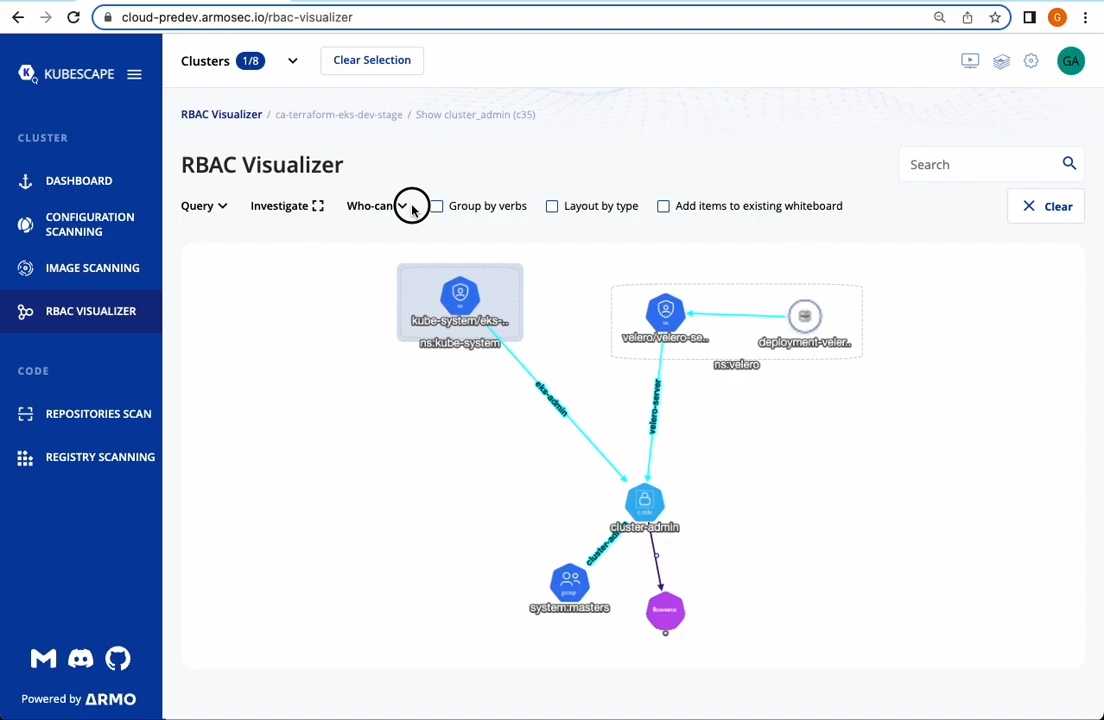 cloud-predev.armosec.io/rbac-visualizer
G
KUBESCAPE
Clusters 1/8 Clear Selection
GA
RBAC Visualizer / ca-terraform-eks-dev-stage / Show cluster_admin (c35)
CLUSTER
DASHBOARD
CONFIGURATION
SCANNING
IMAGE SCANNING
RBAC VISUALIZER
CODE
REPOSITORIES SCAN
REGISTRY SCANNING
Powered by ARMO
RBAC Visualizer
Search
Query Investigate Who-can Group by verbs Layout by type Add items to existing whiteboard Clear
sa
kube-system/eks-..
ns:kube-system
sa
velero/velero-se..
deployment-veler..
ns:velero
eks-admin
velero-server
c.role
cluster-admin
group
system:masters
Resource